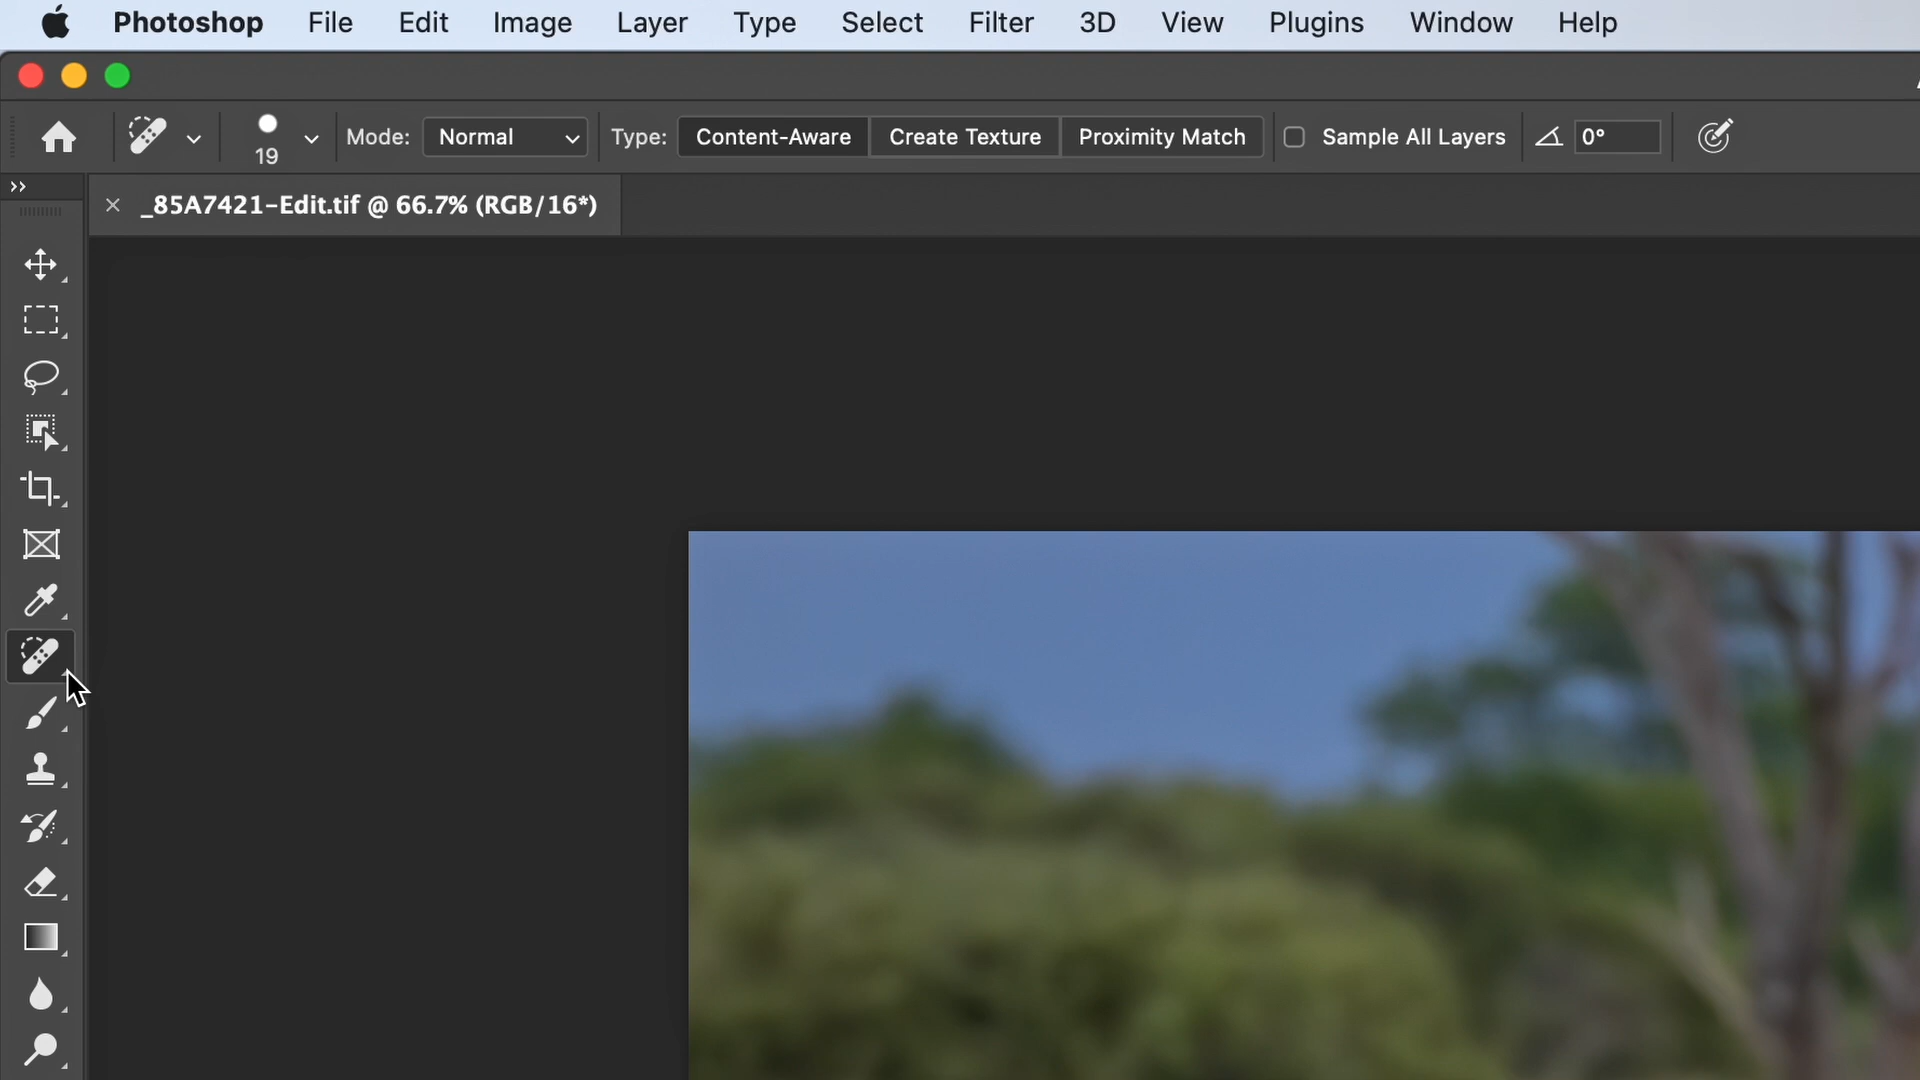 Photoshop File Edit Image Layer Type Select Filter 3D View Plugins Window Help
19 Mode: Normal Type: Content-Aware Create Texture Proximity Match Sample All Layers 0°
_85A7421-Edit.tif @ 66.7% (RGB/16*)